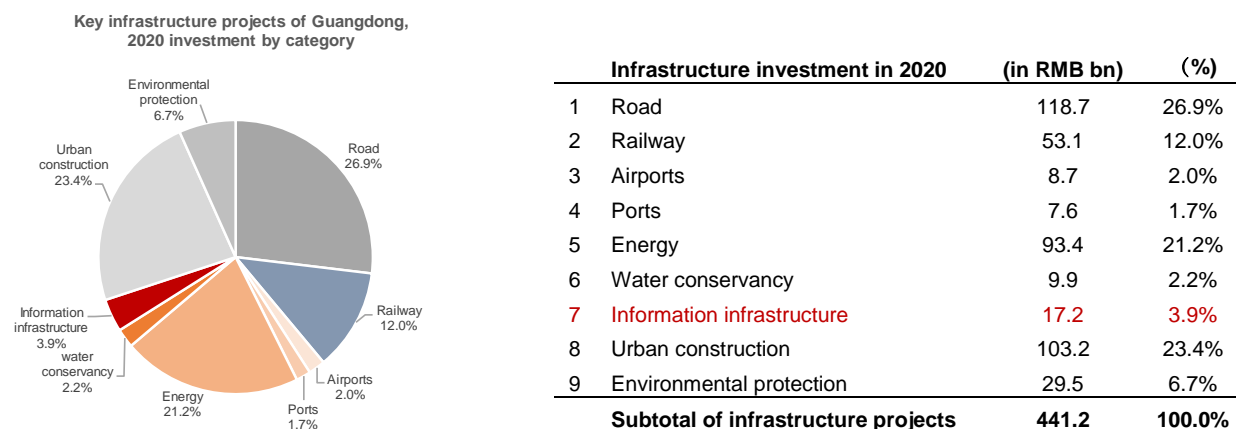 Key infrastructure projects of Guangdong,
2020 investment by category
Environmental
protection
6.7%
Road
26.9%
Urban
construction
23.4%
Railway
12.0%
Information
infrastructure
3.9%
water
conservancy
2.2%
Airports
2.0%
Energy
21.2%
Ports
1.7%
Infrastructure investment in 2020 (in RMB bn) (%)
1 Road 118.7 26.9%
2 Railway 53.1 12.0%
3 Airports 8.7 2.0%
4 Ports 7.6 1.7%
5 Energy 93.4 21.2%
6 Water conservancy 9.9 2.2%
7 Information infrastructure 17.2 3.9%
8 Urban construction 103.2 23.4%
9 Environmental protection 29.5 6.7%
Subtotal of infrastructure projects 441.2 100.0%